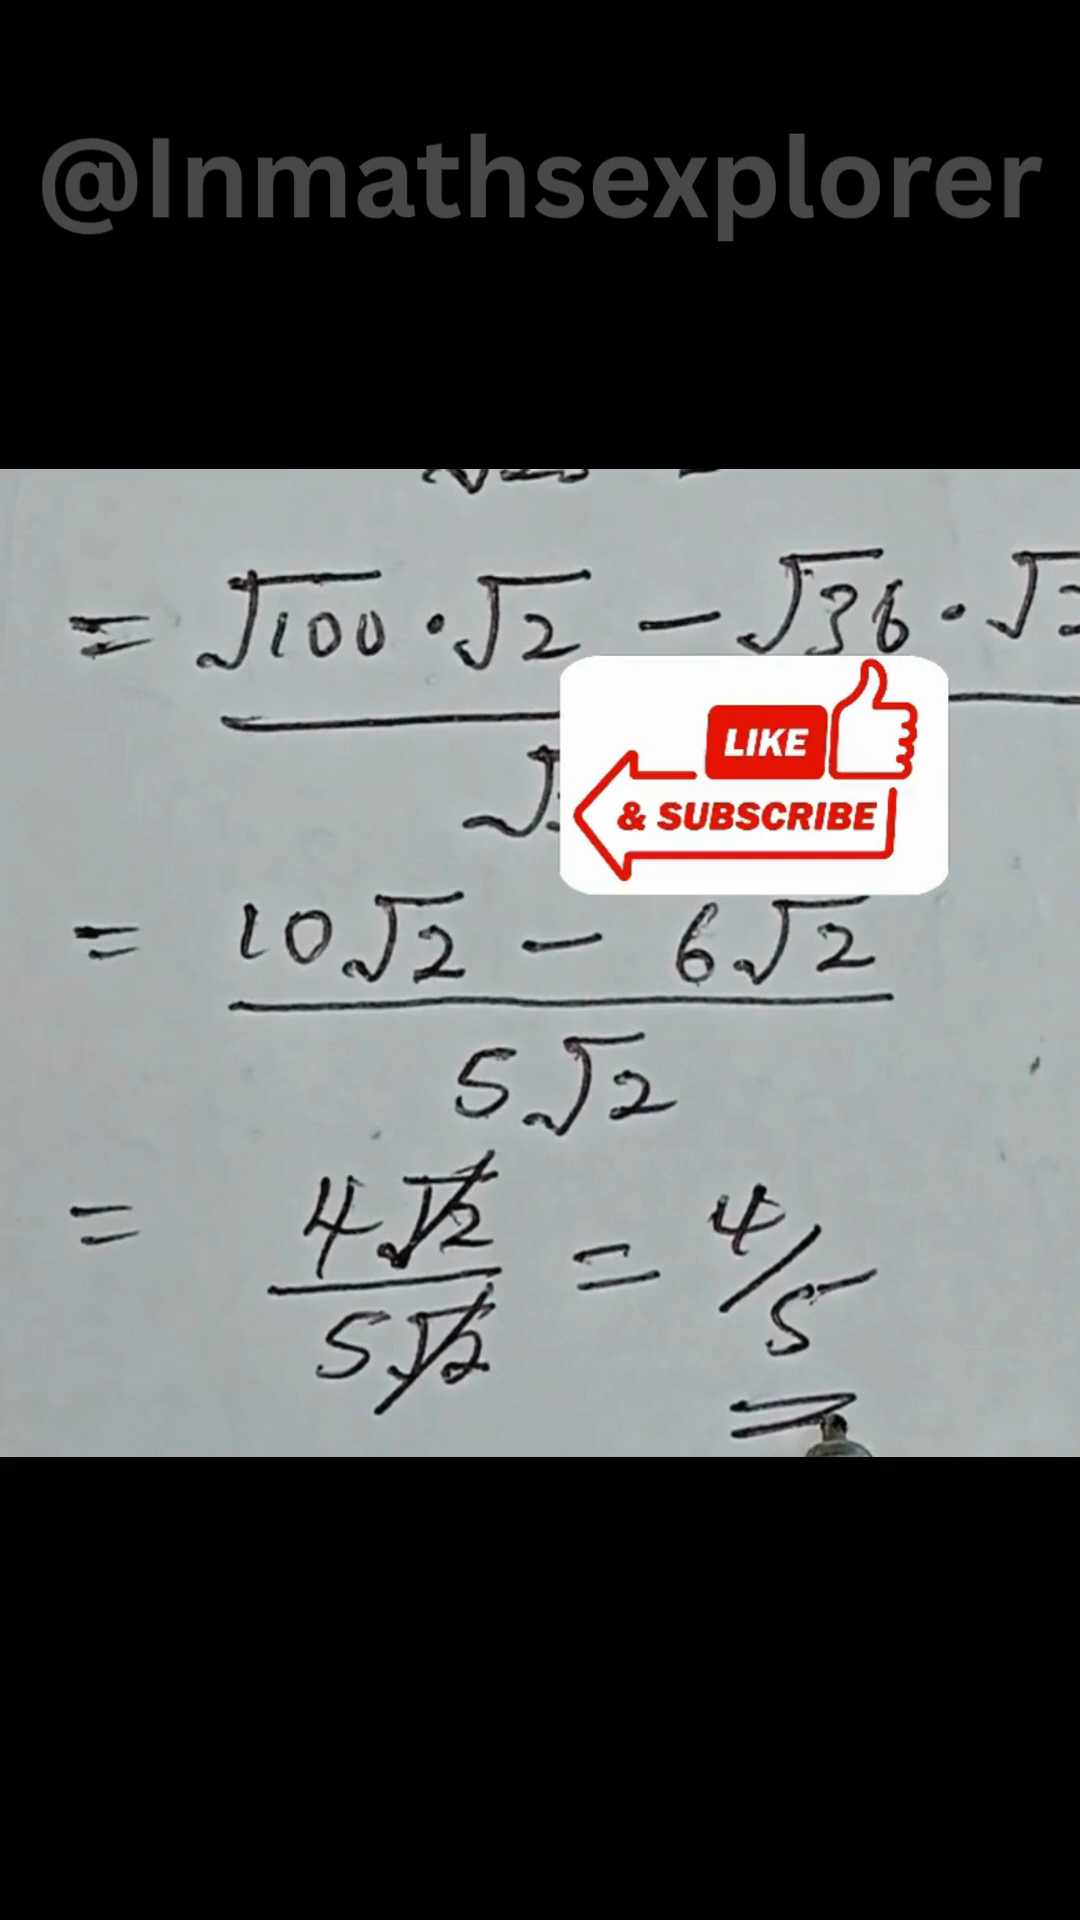 @Inmathsexplorer
= √100 · √2 − √36 · √
LIKE
& SUBSCRIBE
= 10√2 − 6√2
5√2
= 4√2 = 4/5
5√2